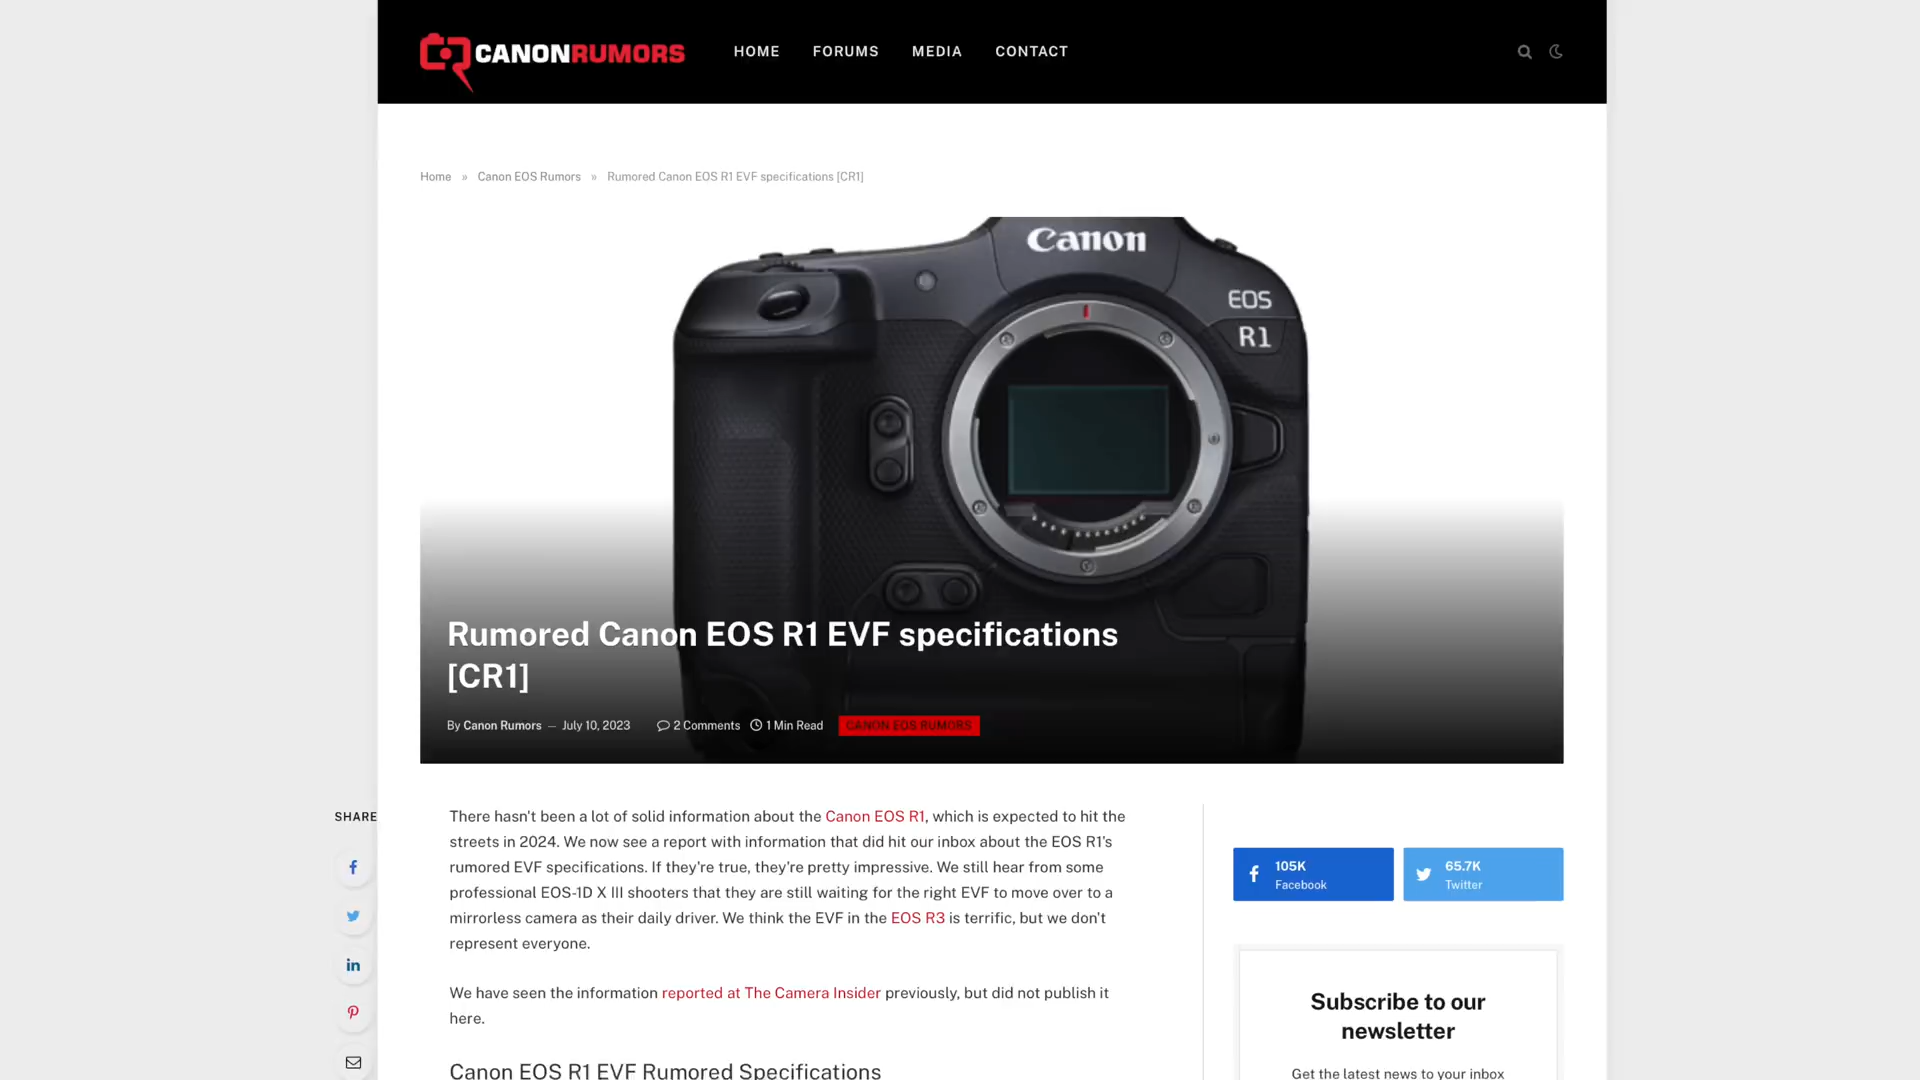 CANONRUMORS
HOME
FORUMS
MEDIA
CONTACT
Home » Canon EOS Rumors » Rumored Canon EOS R1 EVF specifications [CR1]
Canon
EOS
R1
Rumored Canon EOS R1 EVF specifications
[CR1]
By Canon Rumors — July 10, 2023
2 Comments
1 Min Read
CANON EOS RUMORS
SHARE
There hasn't been a lot of solid information about the Canon EOS R1, which is expected to hit the
streets in 2024. We now see a report with information that did hit our inbox about the EOS R1's
rumored EVF specifications. If they're true, they're pretty impressive. We still hear from some
professional EOS-1D X III shooters that they are still waiting for the right EVF to move over to a
mirrorless camera as their daily driver. We think the EVF in the EOS R3 is terrific, but we don't
represent everyone.
We have seen the information reported at The Camera Insider previously, but did not publish it
here.
Canon EOS R1 EVF Rumored Specifications
105K
Facebook
65.7K
Twitter
Subscribe to our
newsletter
Get the latest news to your inbox